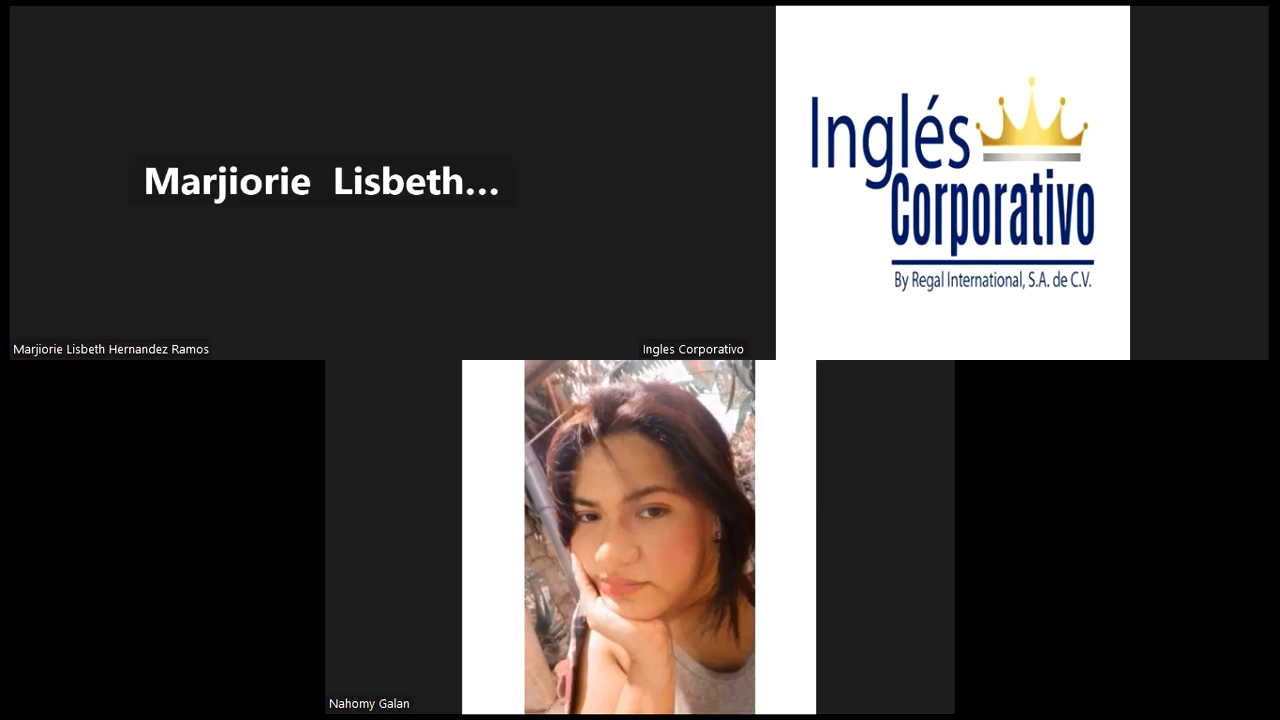 Marjiorie Lisbeth...
Marjiorie Lisbeth Hernandez Ramos
Inglés
Corporativo
By Regal International, S.A. de C.V.
Ingles Corporativo
Nahomy Galan